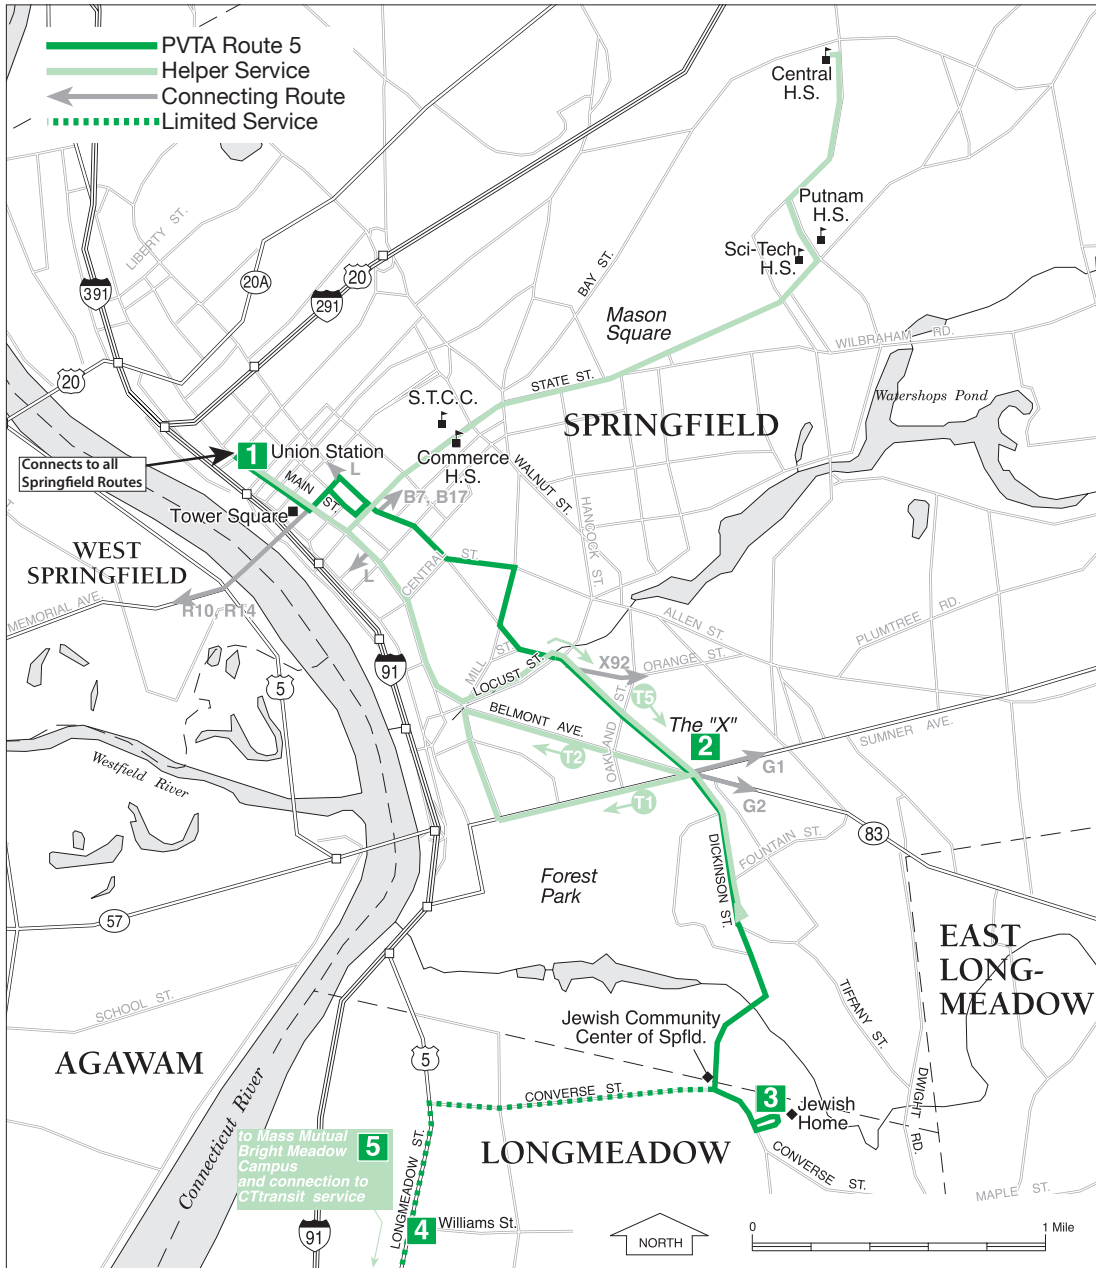 PVTA Route 5
Helper Service
Connecting Route
Limited Service
Central
H.S.
Putnam
H.S.
Sci-Tech
H.S.
LIBERTY ST.
20A
20
391
291
BAY ST.
Mason
Square
WILBRAHAM RD.
20
STATE ST.
S.T.C.C.
Watershops Pond
SPRINGFIELD
1
Union Station
Connects to all
Springfield Routes
Commerce
H.S.
L
MAIN ST.
B7, B17
WALNUT ST.
HANCOCK ST.
Tower Square
WEST
SPRINGFIELD
CENTRAL ST.
L
MEMORIAL AVE.
R10, R14
ALLEN ST.
PLUMTREE RD.
MILL ST.
LOCUST ST.
X92
ORANGE ST.
91
5
T5
BELMONT AVE.
OAKLAND ST.
The "X"
2
SUMNER AVE.
T2
G1
Westfield River
T1
G2
83
FOUNTAIN ST.
DICKINSON ST.
Forest
Park
57
EAST
LONG-
MEADOW
TIFFANY ST.
SCHOOL ST.
Jewish Community
Center of Spfld.
AGAWAM
5
CONVERSE ST.
DWIGHT RD.
3
Jewish
Home
Connecticut River
to Mass Mutual
Bright Meadow
Campus
and connection to
CTtransit service
5
LONGMEADOW ST.
LONGMEADOW
CONVERSE ST.
MAPLE ST.
91
4
Williams St.
NORTH
0
1 Mile